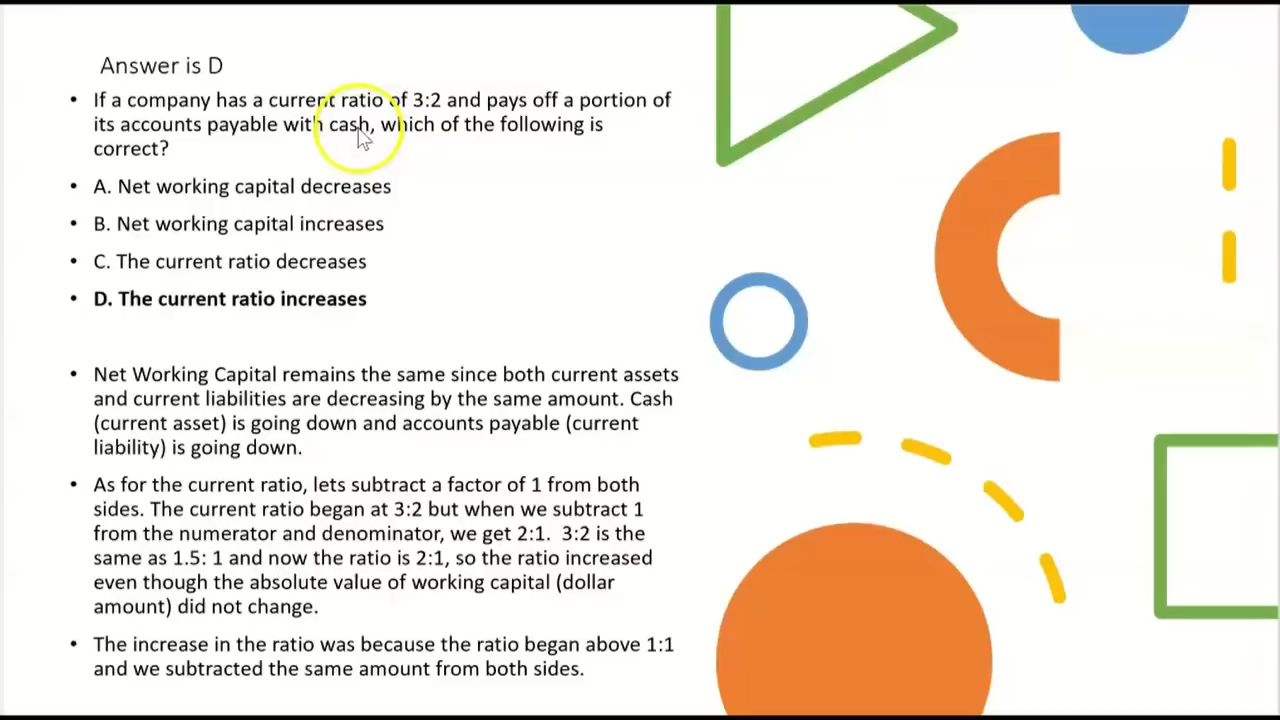 Answer is D
• If a company has a current ratio of 3:2 and pays off a portion of
its accounts payable with cash, which of the following is
correct?
• A. Net working capital decreases
• B. Net working capital increases
• C. The current ratio decreases
• D. The current ratio increases
• Net Working Capital remains the same since both current assets
and current liabilities are decreasing by the same amount. Cash
(current asset) is going down and accounts payable (current
liability) is going down.
• As for the current ratio, lets subtract a factor of 1 from both
sides. The current ratio began at 3:2 but when we subtract 1
from the numerator and denominator, we get 2:1.  3:2 is the
same as 1.5: 1 and now the ratio is 2:1, so the ratio increased
even though the absolute value of working capital (dollar
amount) did not change.
• The increase in the ratio was because the ratio began above 1:1
and we subtracted the same amount from both sides.